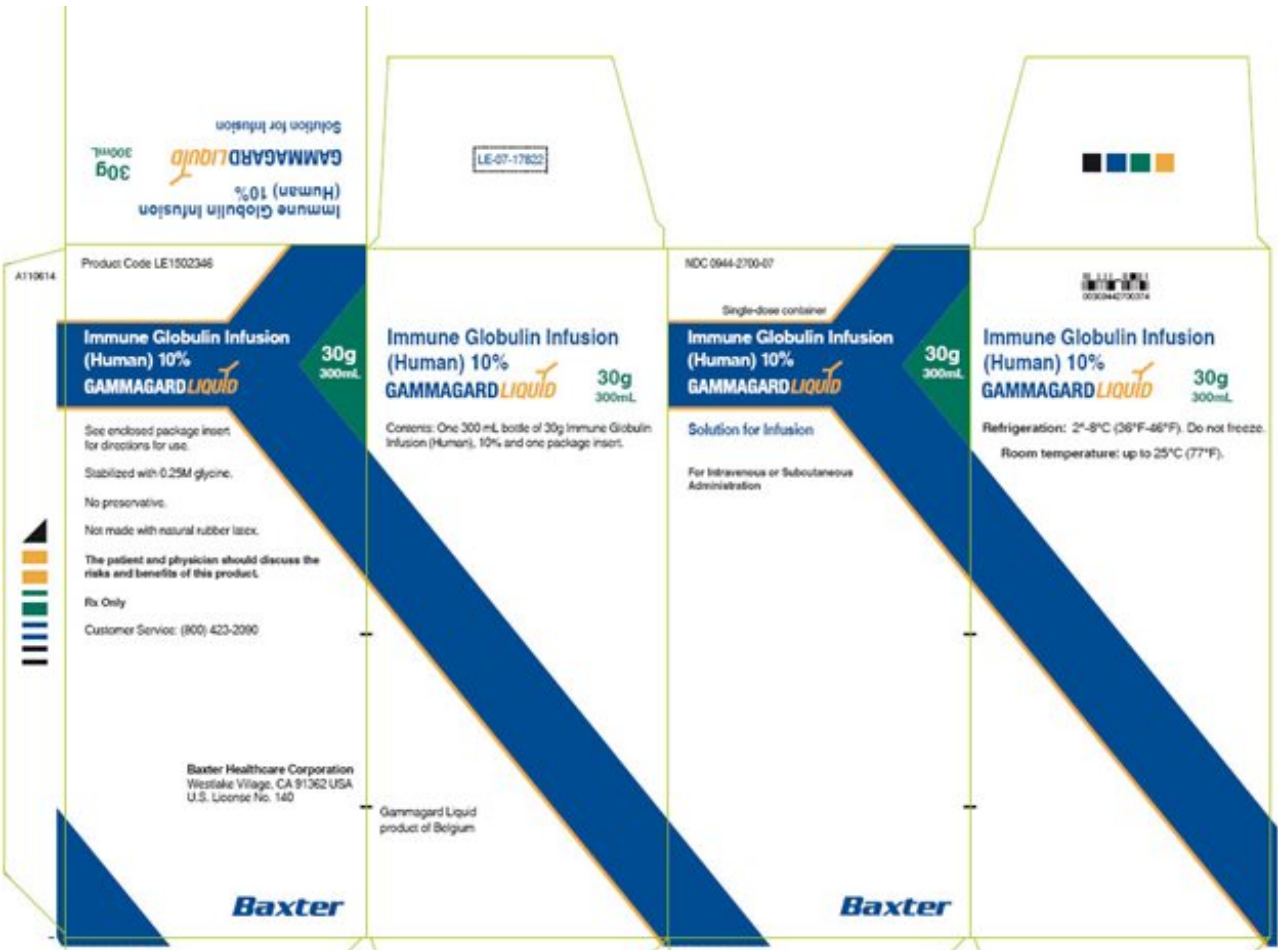 Immune Globulin Infusion
(Human) 10%
GAMMAGARD LIQUID
30g
300mL
Solution for Infusion
LE-07-17822
A110614
Product Code LE1502346
Immune Globulin Infusion
(Human) 10%
GAMMAGARD LIQUID
30g
300mL
See enclosed package insert
for directions for use.
Stabilized with 0.25M glycine.
No preservative.
Not made with natural rubber latex.
The patient and physician should discuss the
risks and benefits of this product.
Rx Only
Customer Service: (800) 423-2090
Baxter Healthcare Corporation
Westlake Village, CA 91362 USA
U.S. License No. 140
Baxter
Immune Globulin Infusion
(Human) 10%
GAMMAGARD LIQUID
30g
300mL
Contents: One 300 mL bottle of 30g Immune Globulin
Infusion (Human), 10% and one package insert.
Gammagard Liquid
product of Belgium
NDC 0944-2700-07
Single-dose container
Immune Globulin Infusion
(Human) 10%
GAMMAGARD LIQUID
30g
300mL
Solution for Infusion
For Intravenous or Subcutaneous
Administration
Baxter
Immune Globulin Infusion
(Human) 10%
GAMMAGARD LIQUID
30g
300mL
Refrigeration: 2°-8°C (36°F-46°F). Do not freeze.
Room temperature: up to 25°C (77°F).